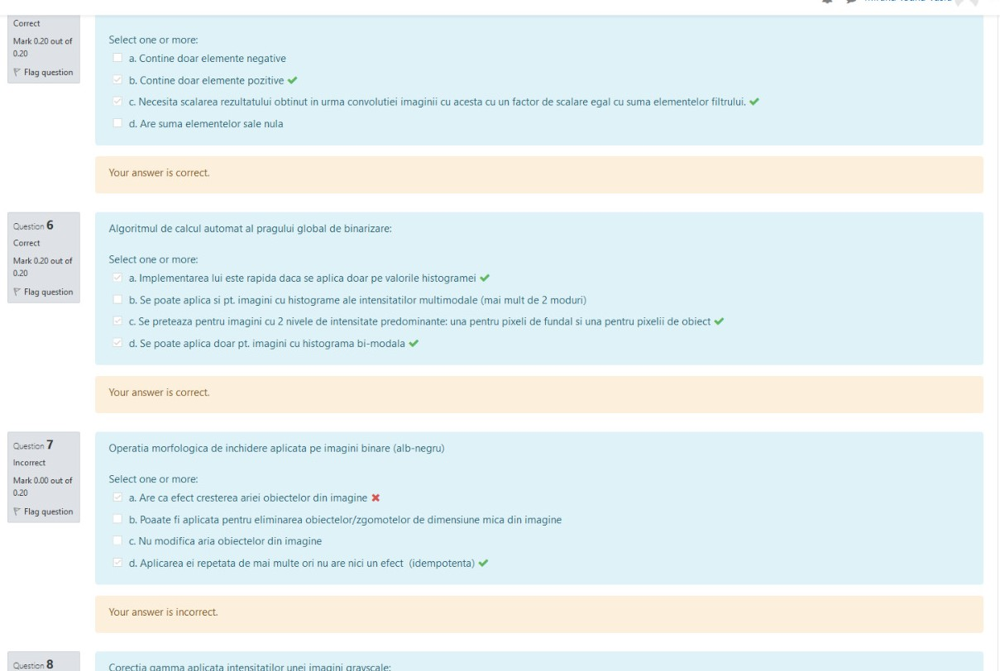 Correct
Mark 0.20 out of
0.20
Flag question
Select one or more:
a. Contine doar elemente negative
b. Contine doar elemente pozitive
c. Necesita scalarea rezultatului obtinut in urma convolutiei imaginii cu acesta cu un factor de scalare egal cu suma elementelor filtrului.
d. Are suma elementelor sale nula
Your answer is correct.
Question 6
Correct
Mark 0.20 out of
0.20
Flag question
Algoritmul de calcul automat al pragului global de binarizare:
Select one or more:
a. Implementarea lui este rapida daca se aplica doar pe valorile histogramei
b. Se poate aplica si pt. imagini cu histograme ale intensitatilor multimodale (mai mult de 2 moduri)
c. Se preteaza pentru imagini cu 2 nivele de intensitate predominante: una pentru pixeli de fundal si una pentru pixelii de obiect
d. Se poate aplica doar pt. imagini cu histograma bi-modala
Your answer is correct.
Question 7
Incorrect
Mark 0.00 out of
0.20
Flag question
Operatia morfologica de inchidere aplicata pe imagini binare (alb-negru)
Select one or more:
a. Are ca efect cresterea ariei obiectelor din imagine
b. Poaate fi aplicata pentru eliminarea obiectelor/zgomotelor de dimensiune mica din imagine
c. Nu modifica aria obiectelor din imagine
d. Aplicarea ei repetata de mai multe ori nu are nici un efect (idempotenta)
Your answer is incorrect.
Question 8
Corectia gamma aplicata intensitatilor unei imagini grayscale: